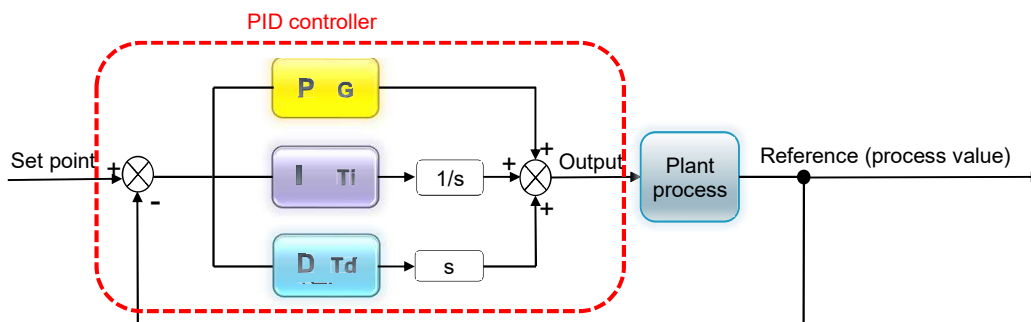 PID controller
P G
+
Set point
+
-
I Ti
1/s
+
Output
+
D Td
s
Plant
process
Reference (process value)